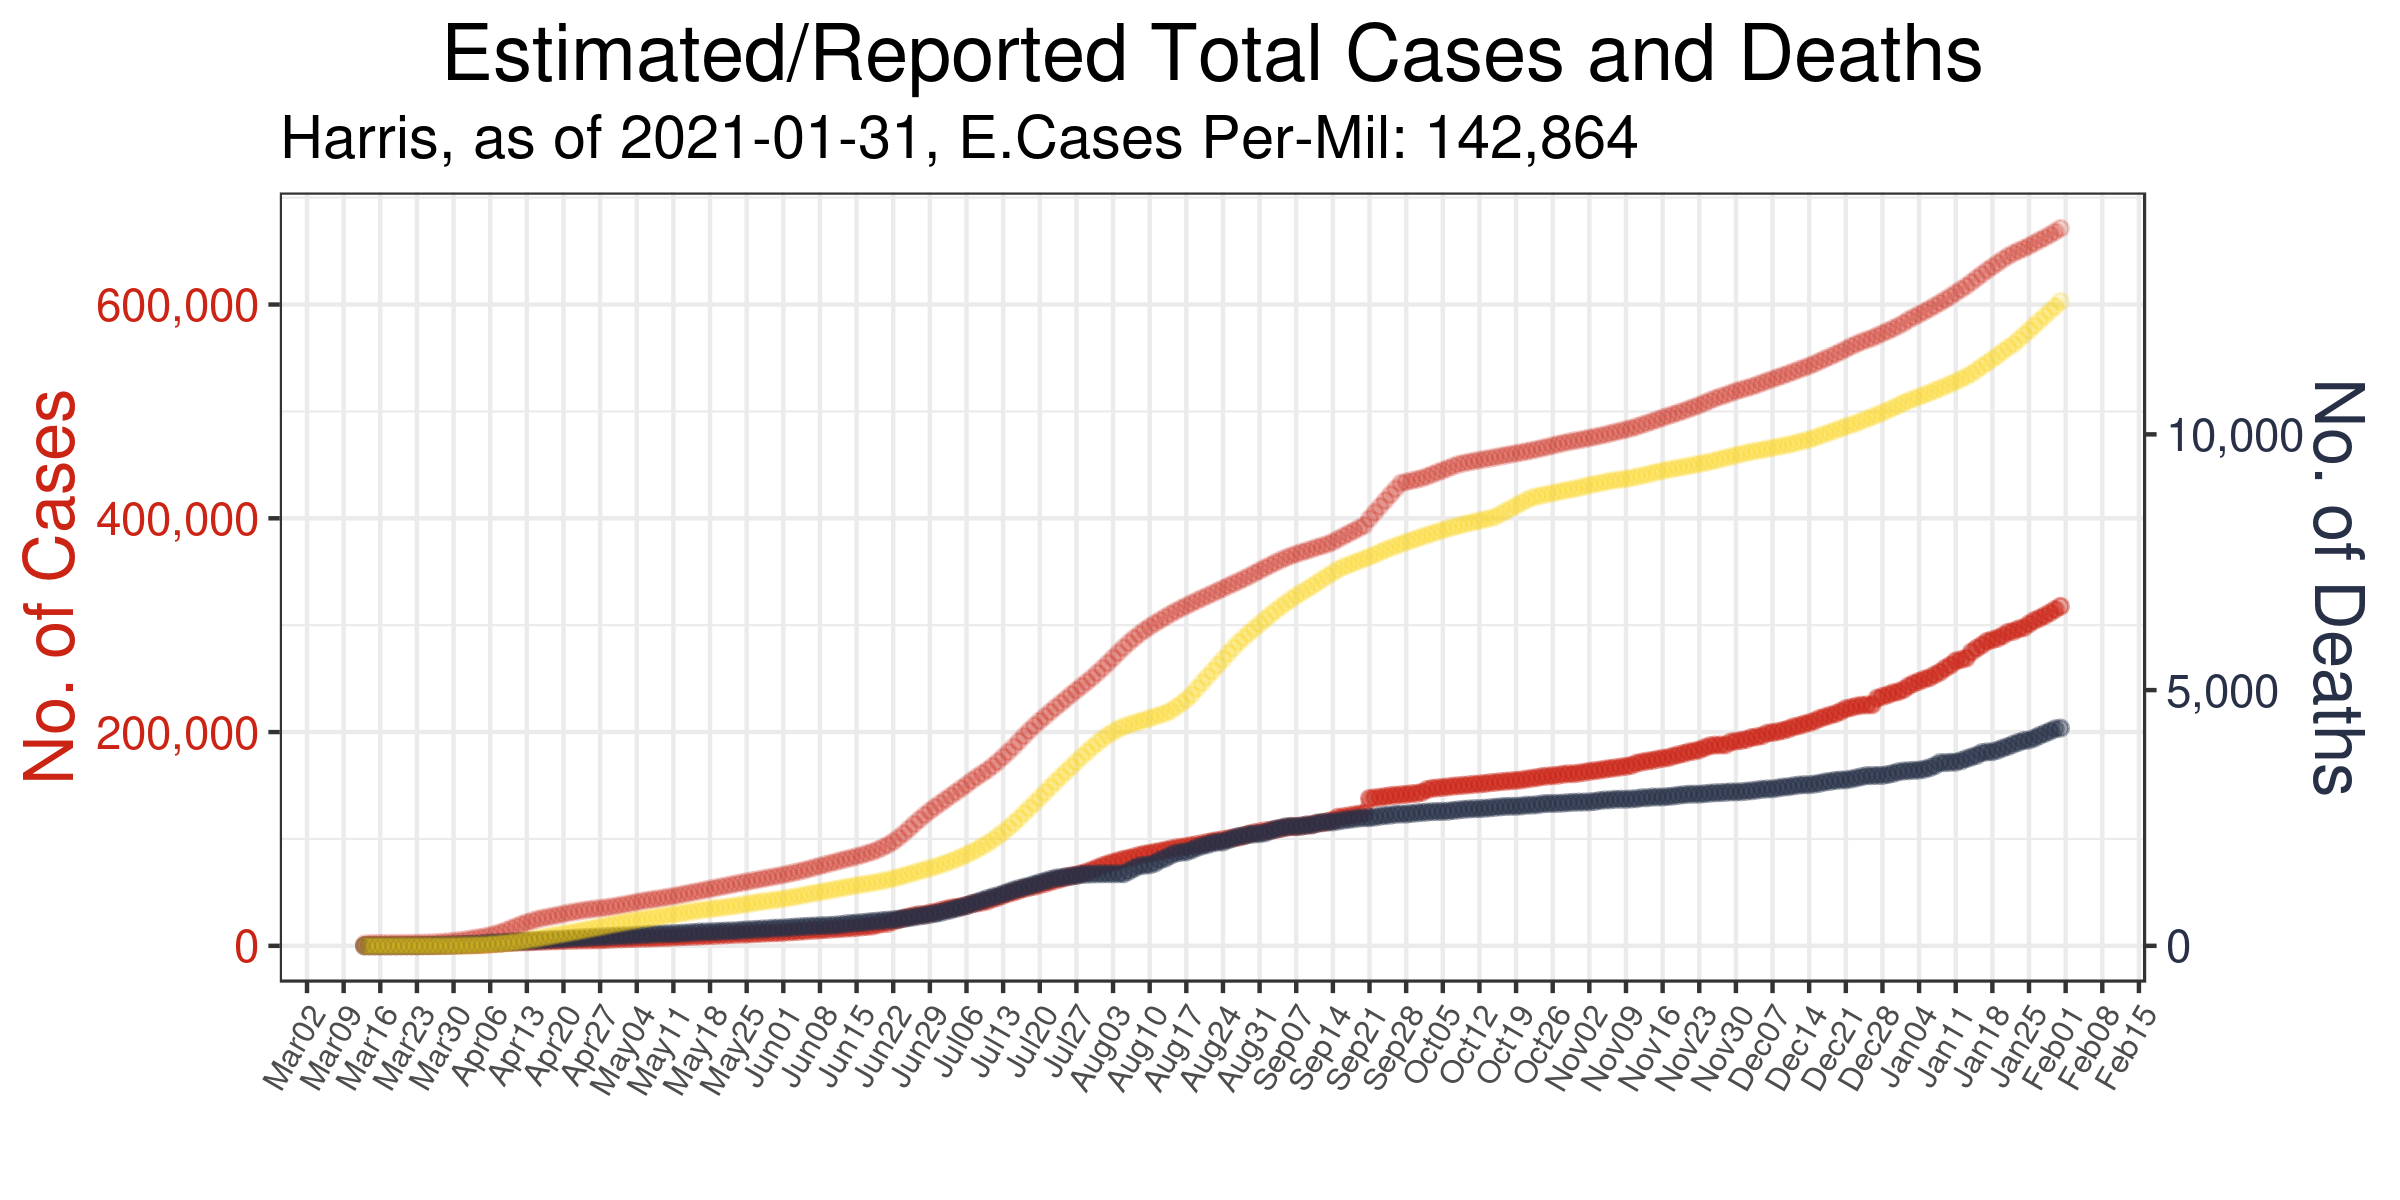 Estimated/Reported Total Cases and Deaths
Harris, as of 2021-01-31, E.Cases Per-Mil: 142,864
No. of Cases
600,000
400,000
200,000
0
10,000
5,000
0
No. of Deaths
Mar02 Mar09 Mar16 Mar23 Mar30 Apr06 Apr13 Apr20 Apr27 May04 May11 May18 May25 Jun01 Jun08 Jun15 Jun22 Jun29 Jul06 Jul13 Jul20 Jul27 Aug03 Aug10 Aug17 Aug24 Aug31 Sep07 Sep14 Sep21 Sep28 Oct05 Oct12 Oct19 Oct26 Nov02 Nov09 Nov16 Nov23 Nov30 Dec07 Dec14 Dec21 Dec28 Jan04 Jan11 Jan18 Jan25 Feb01 Feb08 Feb15